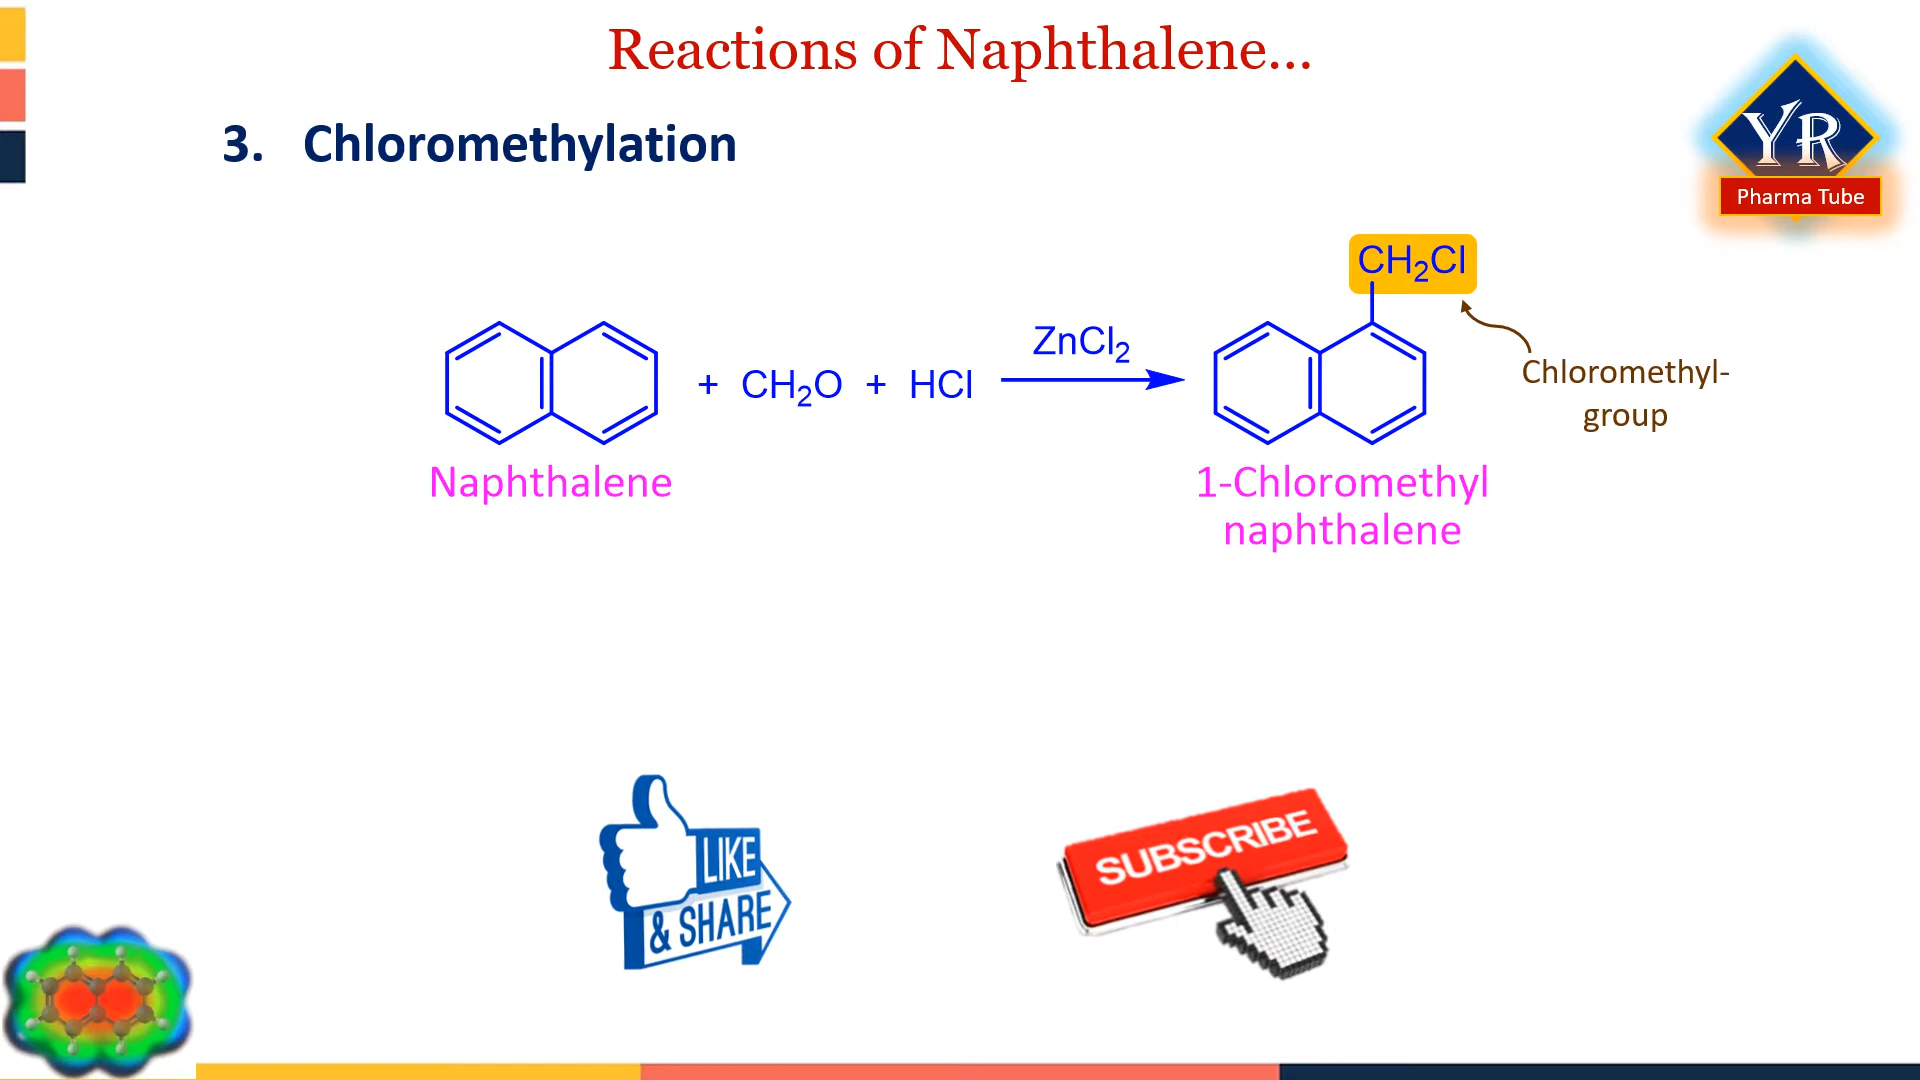 Reactions of Naphthalene...
3. Chloromethylation
YR
Pharma Tube
CH₂Cl
ZnCl₂
+ CH₂O + HCl
Chloromethyl-
group
Naphthalene
1-Chloromethyl
naphthalene
LIKE
& SHARE
SUBSCRIBE